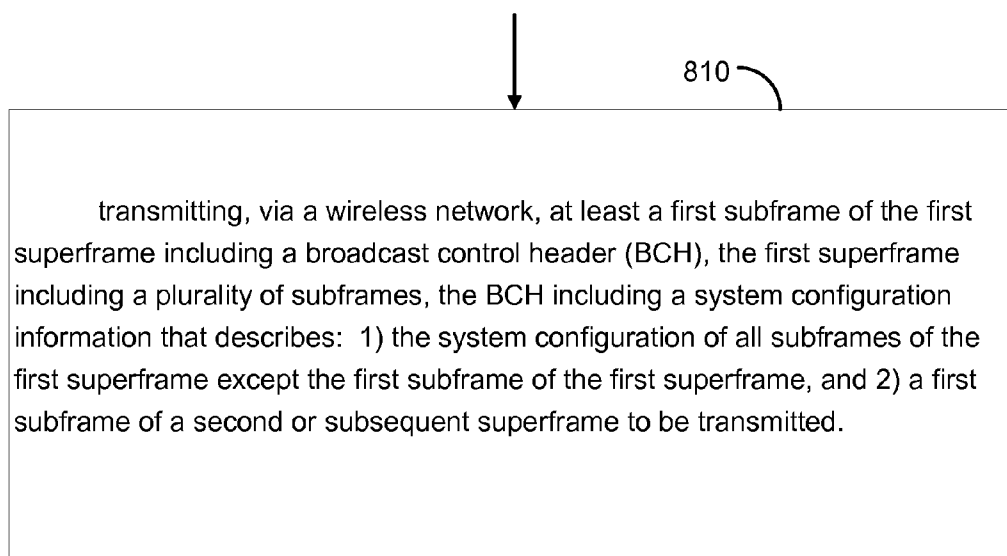 810
transmitting, via a wireless network, at least a first subframe of the first
superframe including a broadcast control header (BCH), the first superframe
including a plurality of subframes, the BCH including a system configuration
information that describes:  1) the system configuration of all subframes of the
first superframe except the first subframe of the first superframe, and 2) a first
subframe of a second or subsequent superframe to be transmitted.